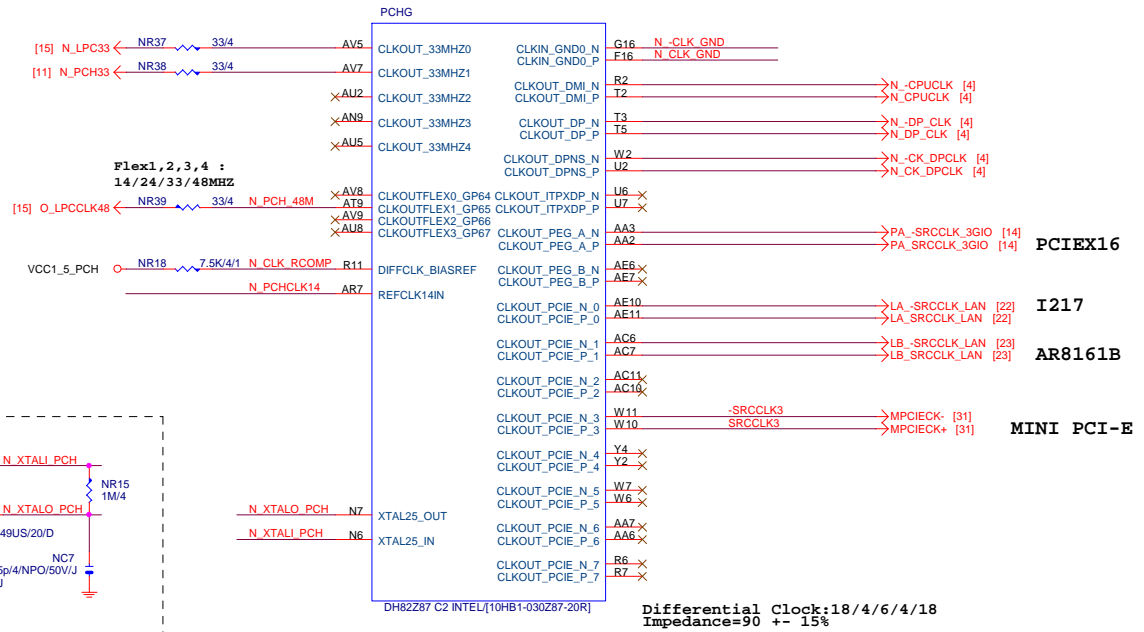 PCHG
[15] N_LPC33 NR37 33/4 AV5 CLKOUT_33MHZ0
[11] N_PCH33 NR38 33/4 AV7 CLKOUT_33MHZ1
AU2 CLKOUT_33MHZ2
AN9 CLKOUT_33MHZ3
AU5 CLKOUT_33MHZ4
Flex1,2,3,4 :
14/24/33/48MHZ
AV8 CLKOUTFLEX0_GP64
[15] O_LPCCLK48 NR39 33/4 N_PCH_48M AT9 CLKOUTFLEX1_GP65
AV9 CLKOUTFLEX2_GP66
AU8 CLKOUTFLEX3_GP67
VCC1_5_PCH NR18 7.5K/4/1 N_CLK_RCOMP R11 DIFFCLK_BIASREF
N_PCHCLK14 AR7 REFCLK14IN
N_XTALO_PCH N7 XTAL25_OUT
N_XTALI_PCH N6 XTAL25_IN
CLKIN_GND0_N G16 N_-CLK_GND
CLKIN_GND0_P F16 N_CLK_GND
CLKOUT_DMI_N R2 N_-CPUCLK [4]
CLKOUT_DMI_P T2 N_CPUCLK [4]
CLKOUT_DP_N T3 N_-DP_CLK [4]
CLKOUT_DP_P T5 N_DP_CLK [4]
CLKOUT_DPNS_N W2 N_-CK_DPCLK [4]
CLKOUT_DPNS_P U2 N_CK_DPCLK [4]
CLKOUT_ITPXDP_N U6
CLKOUT_ITPXDP_P U7
CLKOUT_PEG_A_N AA3 PA_-SRCCLK_3GIO [14]
CLKOUT_PEG_A_P AA2 PA_SRCCLK_3GIO [14]
PCIEX16
CLKOUT_PEG_B_N AE6
CLKOUT_PEG_B_P AE7
CLKOUT_PCIE_N_0 AE10 LA_-SRCCLK_LAN [22]
CLKOUT_PCIE_P_0 AE11 LA_SRCCLK_LAN [22]
I217
CLKOUT_PCIE_N_1 AC6 LB_-SRCCLK_LAN [23]
CLKOUT_PCIE_P_1 AC7 LB_SRCCLK_LAN [23]
AR8161B
CLKOUT_PCIE_N_2 AC11
CLKOUT_PCIE_P_2 AC10
CLKOUT_PCIE_N_3 W11 -SRCCLK3 MPCIECK- [31]
CLKOUT_PCIE_P_3 W10 SRCCLK3 MPCIECK+ [31]
MINI PCI-E
CLKOUT_PCIE_N_4 Y4
CLKOUT_PCIE_P_4 Y2
CLKOUT_PCIE_N_5 W7
CLKOUT_PCIE_P_5 W6
CLKOUT_PCIE_N_6 AA7
CLKOUT_PCIE_P_6 AA6
CLKOUT_PCIE_N_7 R6
CLKOUT_PCIE_P_7 R7
N_XTALI_PCH
NR15
1M/4
N_XTALO_PCH
49US/20/D
NC7
5p/4/NPO/50V/J
DH82Z87 C2 INTEL/[10HB1-030Z87-20R]
Differential Clock:18/4/6/4/18
Impedance=90 +- 15%